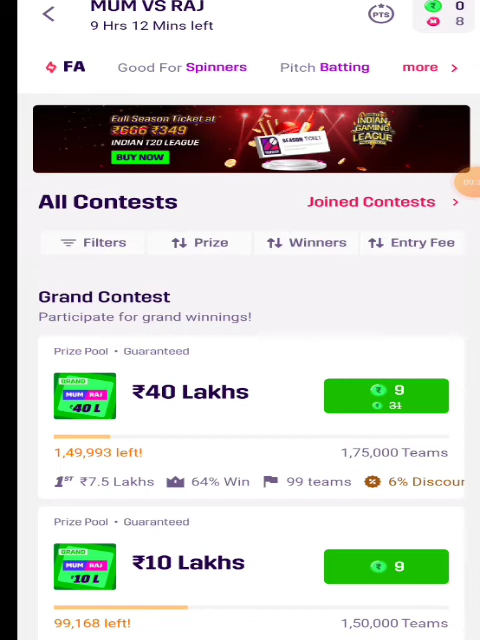 MUM VS RAJ
9 Hrs 12 Mins left
PTS
0
8
FA
Good For Spinners
Pitch Batting
more >
Full Season Ticket at
₹666 ₹349
INDIAN T20 LEAGUE
BUY NOW
SEASON TICKET
INDIAN
GAMING
LEAGUE
All Contests
Joined Contests >
Filters
Prize
Winners
Entry Fee
Grand Contest
Participate for grand winnings!
Prize Pool • Guaranteed
GRAND
MUM RAJ
₹40 L
₹40 Lakhs
9
31
1,49,993 left!
1,75,000 Teams
1ST ₹7.5 Lakhs
64% Win
99 teams
6% Discoun
Prize Pool • Guaranteed
GRAND
MUM RAJ
₹10 L
₹10 Lakhs
9
99,168 left!
1,50,000 Teams